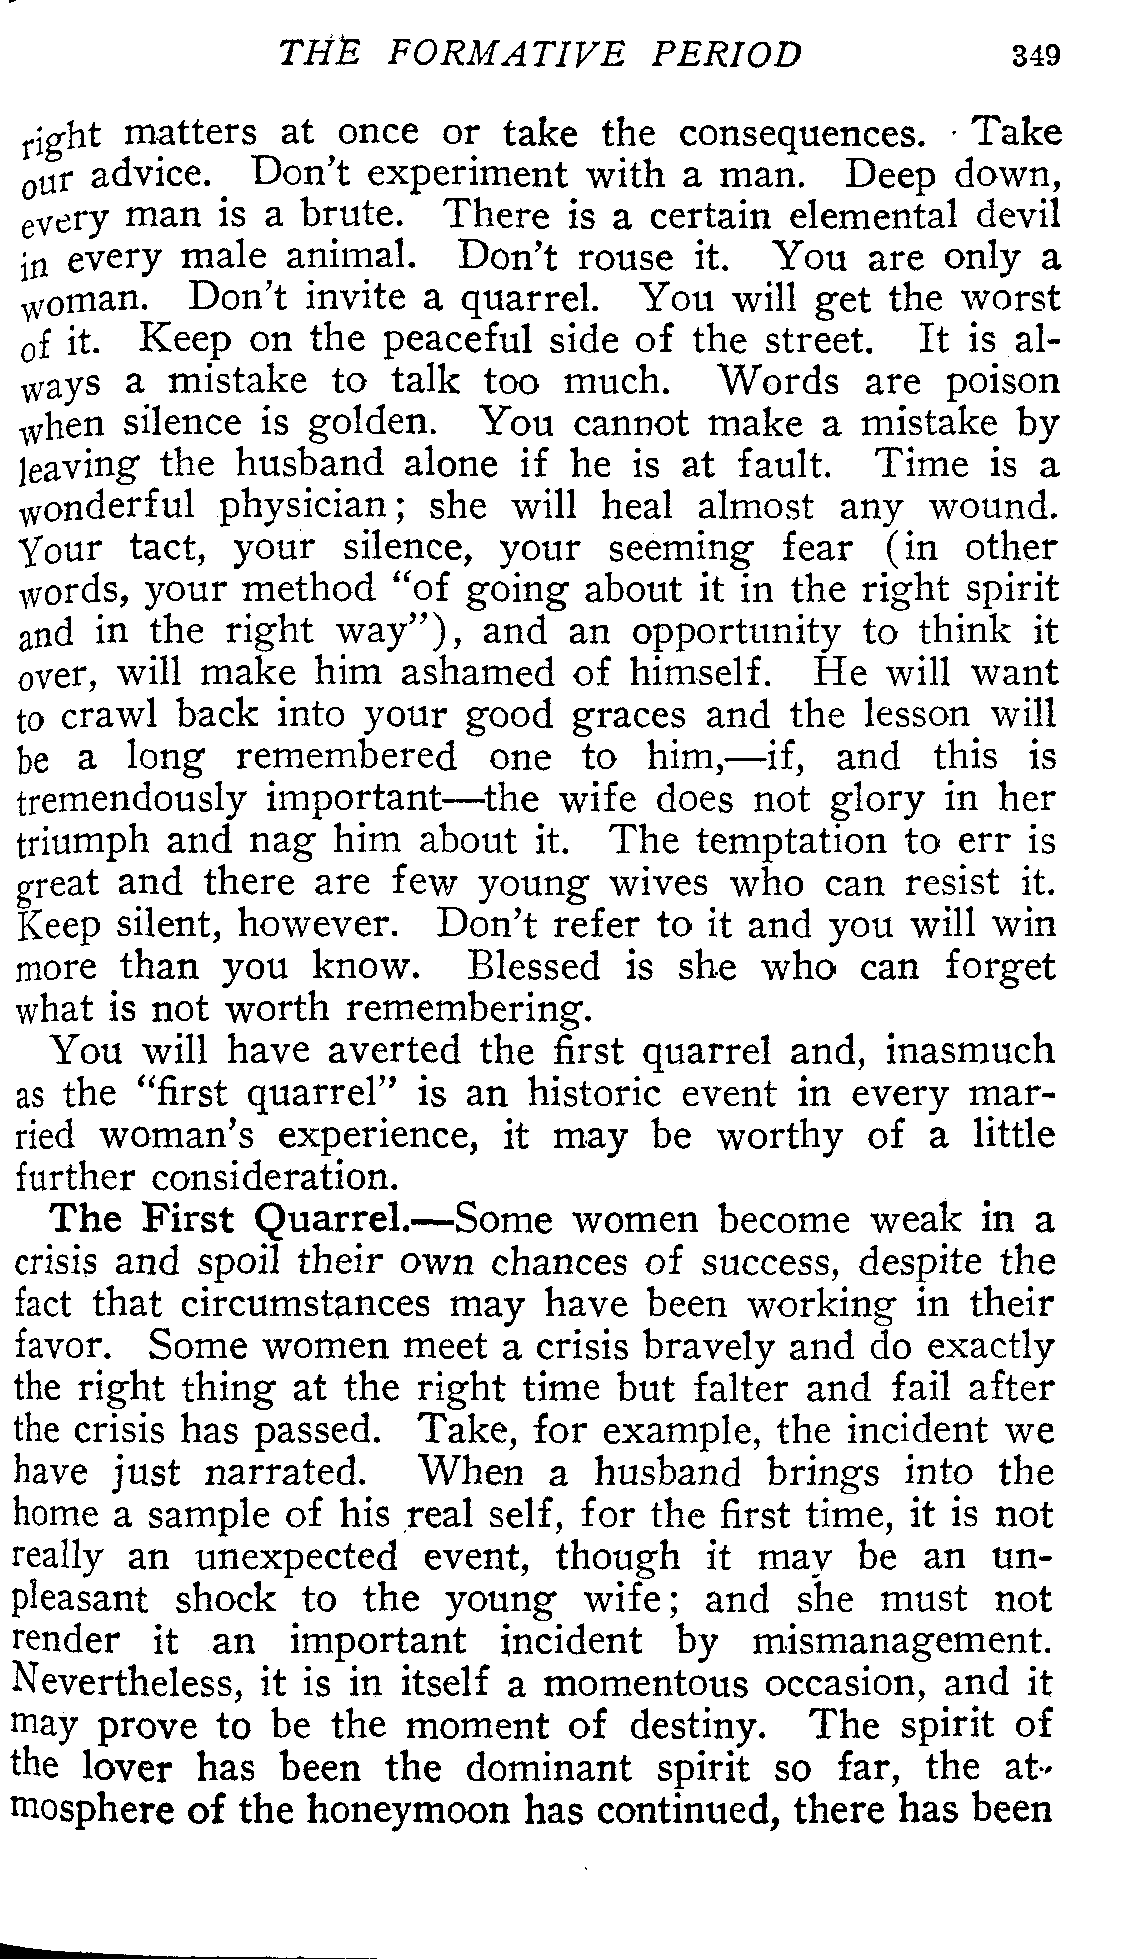 THE FORMATIVE PERIOD 349
right matters at once or take the consequences. Take
our advice. Don't experiment with a man. Deep down,
every man is a brute. There is a certain elemental devil
in every male animal. Don't rouse it. You are only a
woman. Don't invite a quarrel. You will get the worst
of it. Keep on the peaceful side of the street. It is al-
ways a mistake to talk too much. Words are poison
when silence is golden. You cannot make a mistake by
leaving the husband alone if he is at fault. Time is a
wonderful physician; she will heal almost any wound.
Your tact, your silence, your seeming fear (in other
words, your method "of going about it in the right spirit
and in the right way"), and an opportunity to think it
over, will make him ashamed of himself. He will want
to crawl back into your good graces and the lesson will
be a long remembered one to him,—if, and this is
tremendously important—the wife does not glory in her
triumph and nag him about it. The temptation to err is
great and there are few young wives who can resist it.
Keep silent, however. Don't refer to it and you will win
more than you know. Blessed is she who can forget
what is not worth remembering.
You will have averted the first quarrel and, inasmuch
as the "first quarrel" is an historic event in every mar-
ried woman's experience, it may be worthy of a little
further consideration.
The First Quarrel.—Some women become weak in a
crisis and spoil their own chances of success, despite the
fact that circumstances may have been working in their
favor. Some women meet a crisis bravely and do exactly
the right thing at the right time but falter and fail after
the crisis has passed. Take, for example, the incident we
have just narrated. When a husband brings into the
home a sample of his real self, for the first time, it is not
really an unexpected event, though it may be an un-
pleasant shock to the young wife; and she must not
render it an important incident by mismanagement.
Nevertheless, it is in itself a momentous occasion, and it
may prove to be the moment of destiny. The spirit of
the lover has been the dominant spirit so far, the at-
mosphere of the honeymoon has continued, there has been